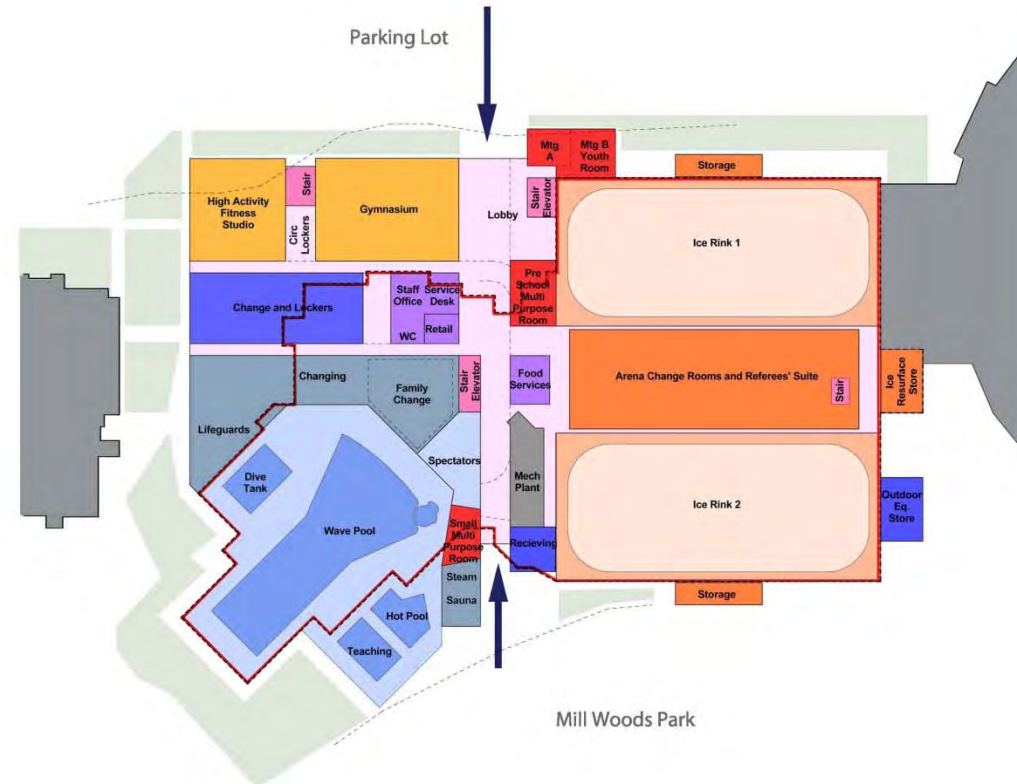 Parking Lot
Mtg
A
Mtg B
Youth
Room
Storage
High Activity
Fitness
Studio
Stair
Circ
Lockers
Gymnasium
Lobby
Stair
Elevator
Ice Rink 1
Pre
School
Multi
Purpose
Room
Change and Lockers
Staff
Office
Service
Desk
WC
Retail
Changing
Family
Change
Stair
Elevator
Food
Services
Arena Change Rooms and Referees' Suite
Stair
Ice
Resurface
Store
Lifeguards
Spectators
Dive
Tank
Mech
Plant
Wave Pool
Ice Rink 2
Outdoor
Eq.
Store
Small
Multi
Purpose
Room
Recieving
Steam
Sauna
Storage
Hot Pool
Teaching
Mill Woods Park